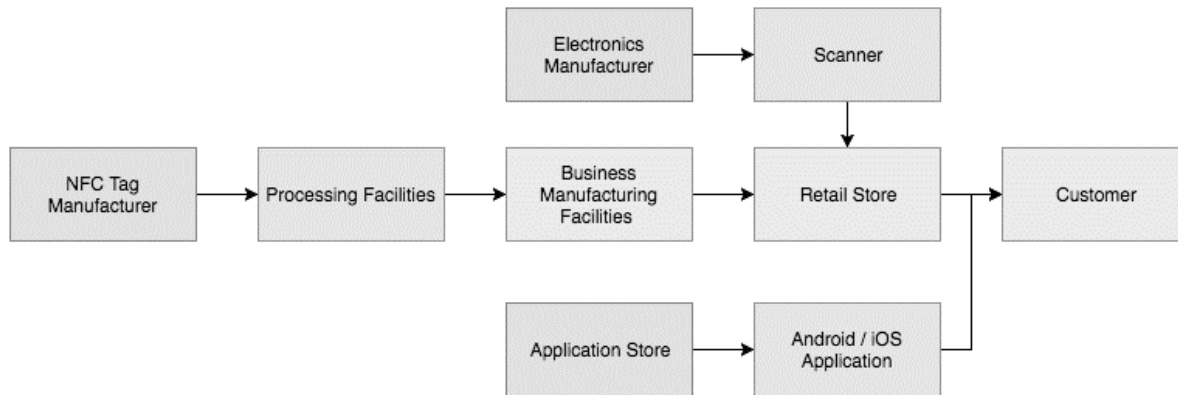 Electronics
Manufacturer
Scanner
NFC Tag
Manufacturer
Processing Facilities
Business
Manufacturing
Facilities
Retail Store
Customer
Application Store
Android / iOS
Application